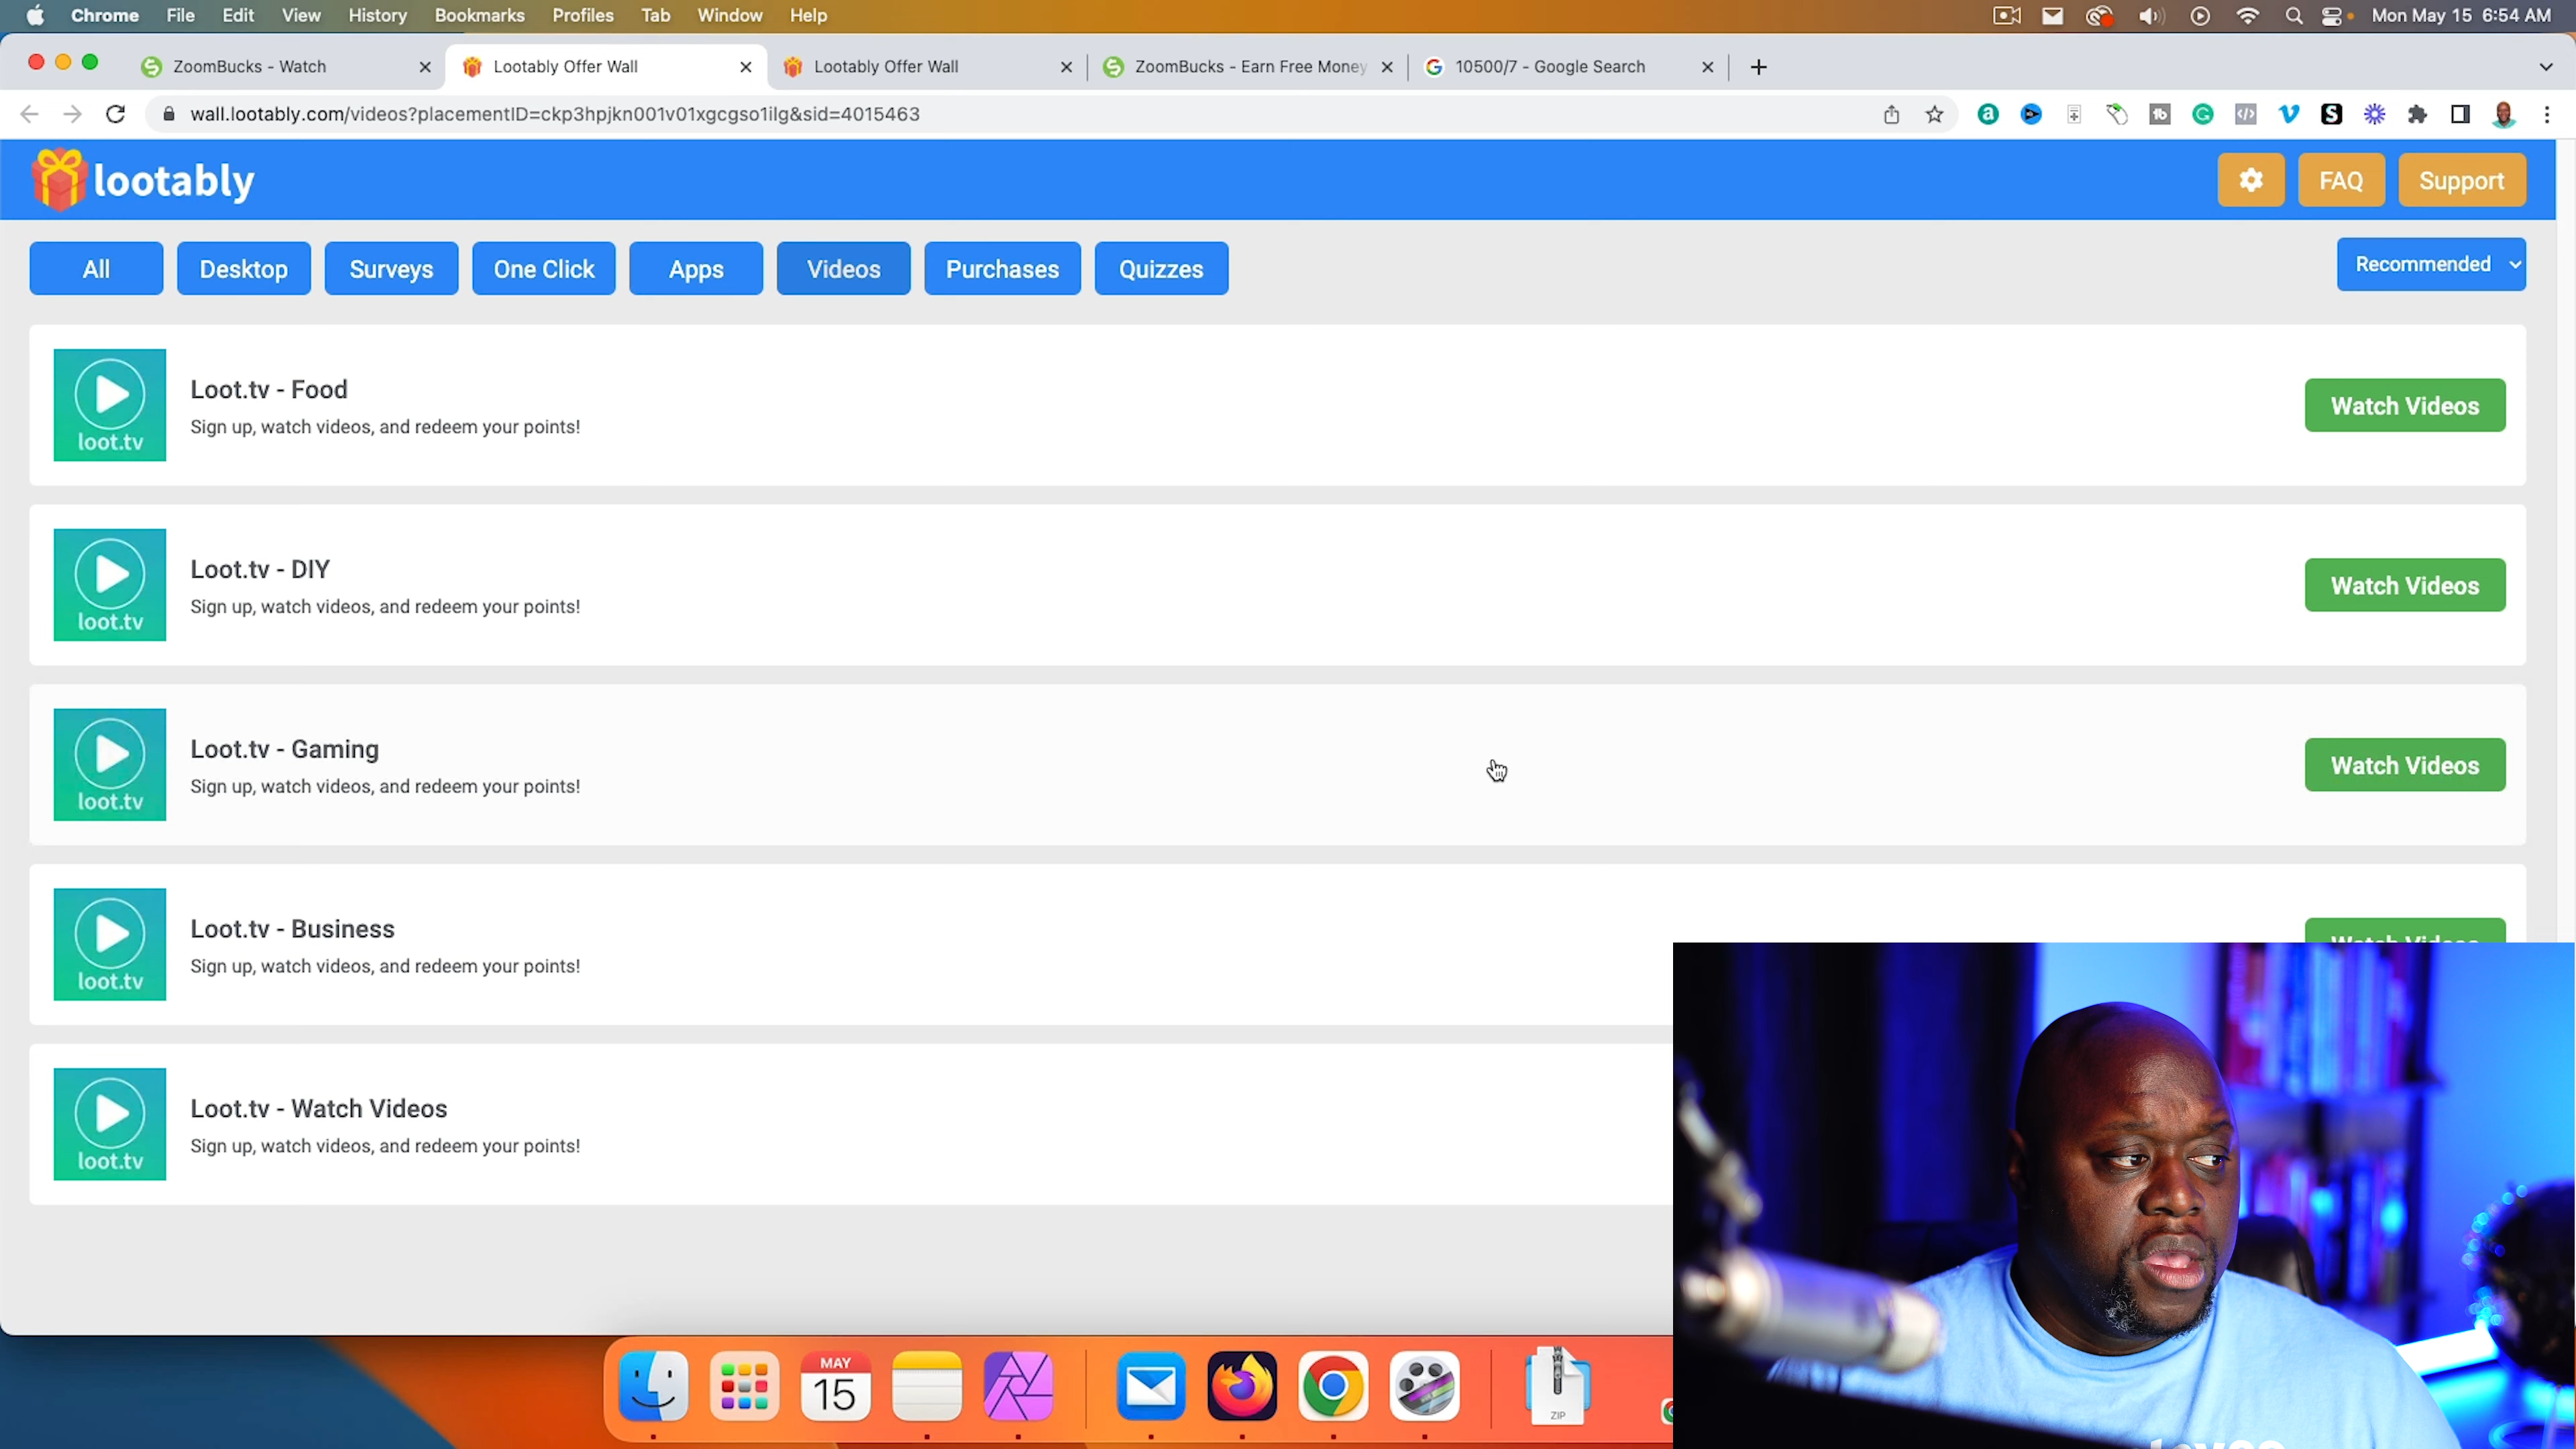 Chrome File Edit View History Bookmarks Profiles Tab Window Help Mon May 15 6:54 AM
ZoomBucks - Watch Lootably Offer Wall Lootably Offer Wall ZoomBucks - Earn Free Money 10500/7 - Google Search
wall.lootably.com/videos?placementID=ckp3hpjkn001v01xgcgso1ilg&sid=4015463
lootably FAQ Support
All Desktop Surveys One Click Apps Videos Purchases Quizzes Recommended
loot.tv
Loot.tv - Food
Sign up, watch videos, and redeem your points!
Watch Videos
loot.tv
Loot.tv - DIY
Sign up, watch videos, and redeem your points!
Watch Videos
loot.tv
Loot.tv - Gaming
Sign up, watch videos, and redeem your points!
Watch Videos
loot.tv
Loot.tv - Business
Sign up, watch videos, and redeem your points!
Watch Videos
loot.tv
Loot.tv - Watch Videos
Sign up, watch videos, and redeem your points!
MAY
15
ZIP